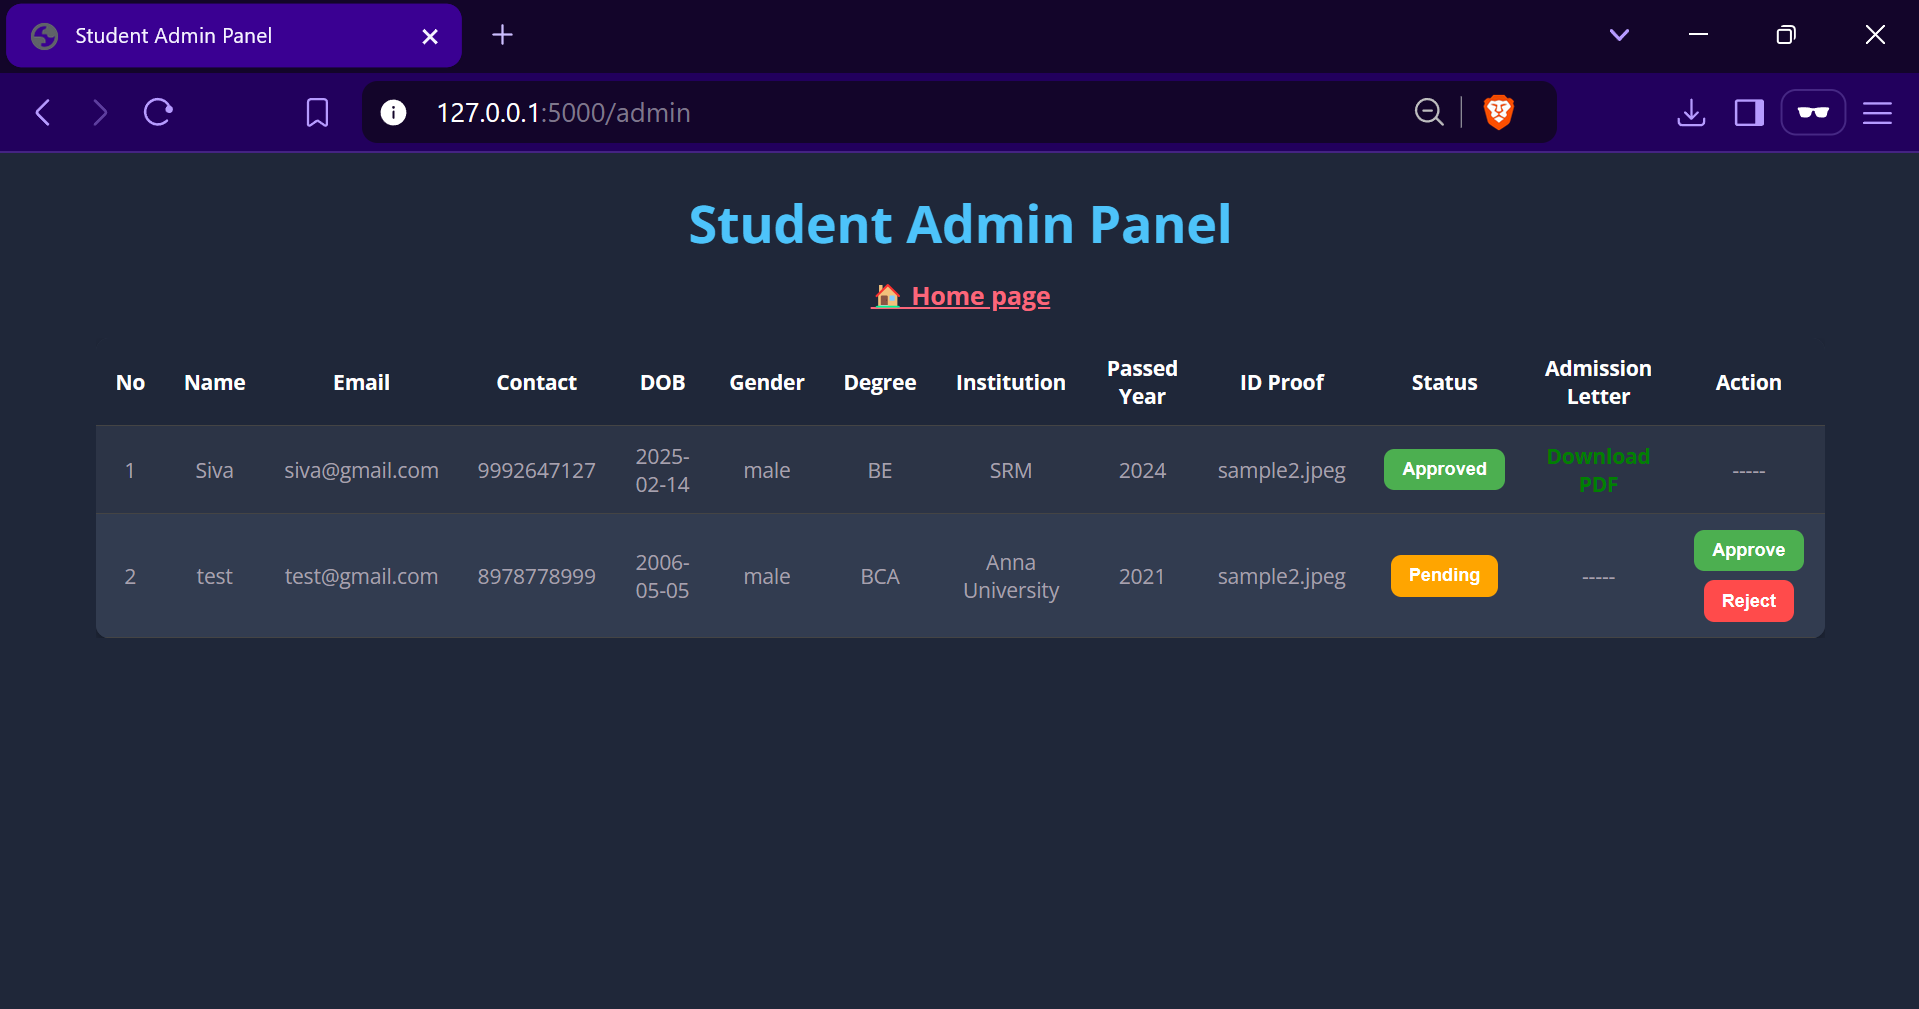 Student Admin Panel
127.0.0.1:5000/admin
Student Admin Panel
Home page
No Name Email Contact DOB Gender Degree Institution Passed Year ID Proof Status Admission Letter Action
1 Siva siva@gmail.com 9992647127 2025-02-14 male BE SRM 2024 sample2.jpeg Approved Download PDF -----
2 test test@gmail.com 8978778999 2006-05-05 male BCA Anna University 2021 sample2.jpeg Pending ----- Approve
Reject